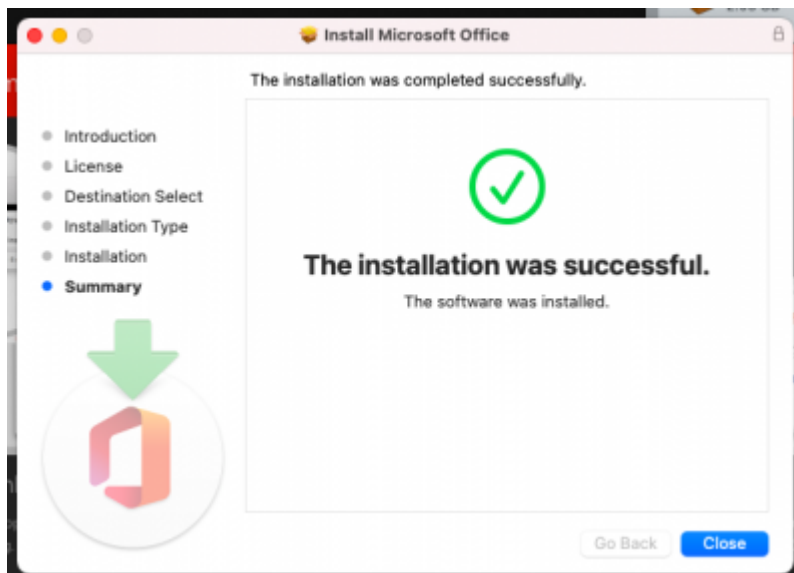 Install Microsoft Office
The installation was completed successfully.
Introduction
License
Destination Select
Installation Type
Installation
Summary
The installation was successful.
The software was installed.
Go Back
Close